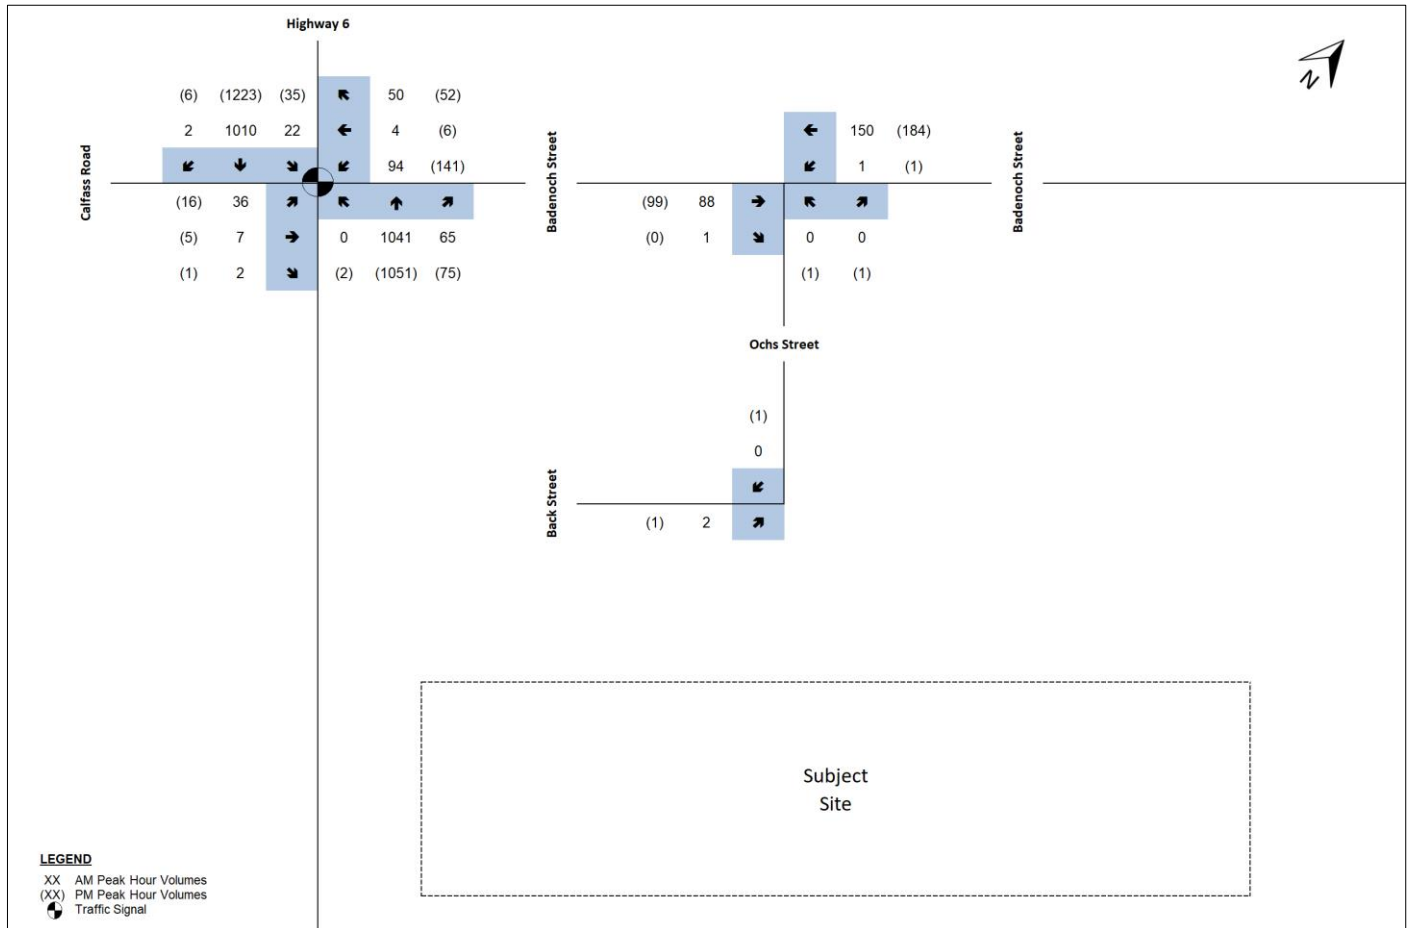 Highway 6
(6) (1223) (35) 50 (52)
2 1010 22 4 (6)
94 (141)
Calfass Road
(16) 36
(5) 7 0 1041 65
(1) 2 (2) (1051) (75)
Badenoch Street
150 (184)
1 (1)
(99) 88
(0) 1 0 0
(1) (1)
Badenoch Street
Ochs Street
(1)
0
Back Street
(1) 2
N
Subject
Site
LEGEND
XX AM Peak Hour Volumes
(XX) PM Peak Hour Volumes
Traffic Signal